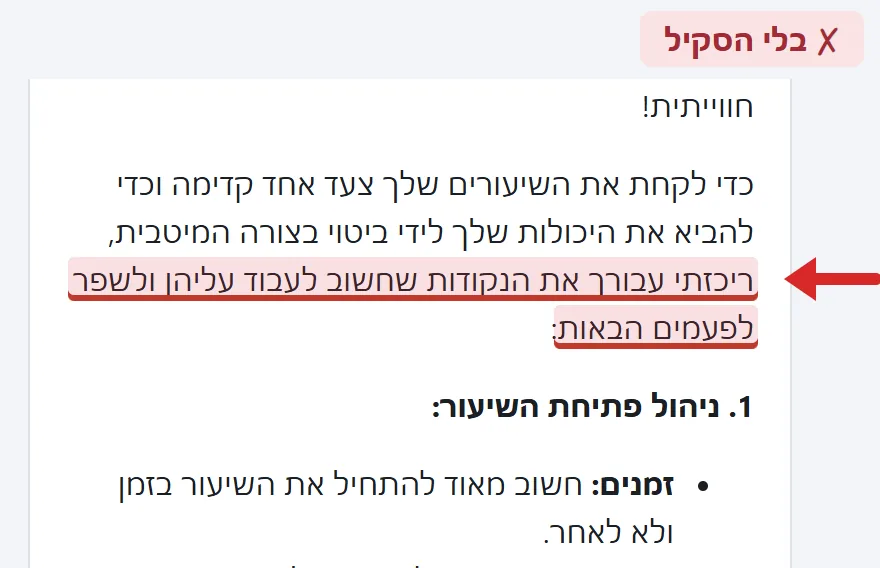 ✗ בלי הסקיל
חווייתית!
כדי לקחת את השיעורים שלך צעד אחד קדימה וכדי
להביא את היכולות שלך לידי ביטוי בצורה המיטבית,
ריכזתי עבורך את הנקודות שחשוב לעבוד עליהן ולשפר
לפעמים הבאות:
1. ניהול פתיחת השיעור:
• זמנים: חשוב מאוד להתחיל את השיעור בזמן
ולא לאחר.